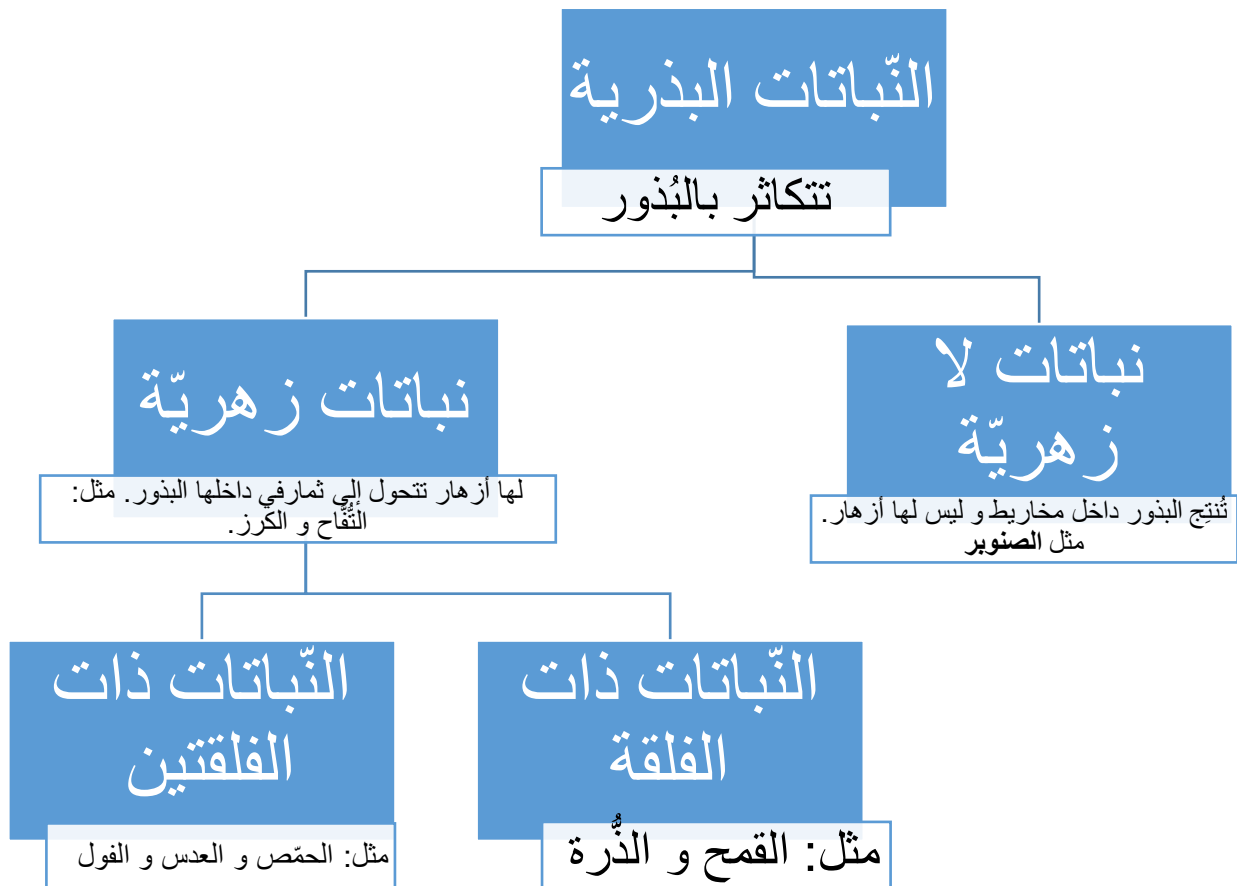 النّباتات البذرية
تتكاثر بالبُذور
نباتات لا
زهريّة
تُنتِج البذور داخل مخاريط و ليس لها أزهار.
مثل الصنوبر
نباتات زهريّة
لها أزهار تتحول إلى ثمارفي داخلها البذور. مثل:
التُّفَّاح و الكرز.
النّباتات ذات
الفلقة
مثل: القمح و الذُّرة
النّباتات ذات
الفلقتين
مثل: الحمّص و العدس و الفول